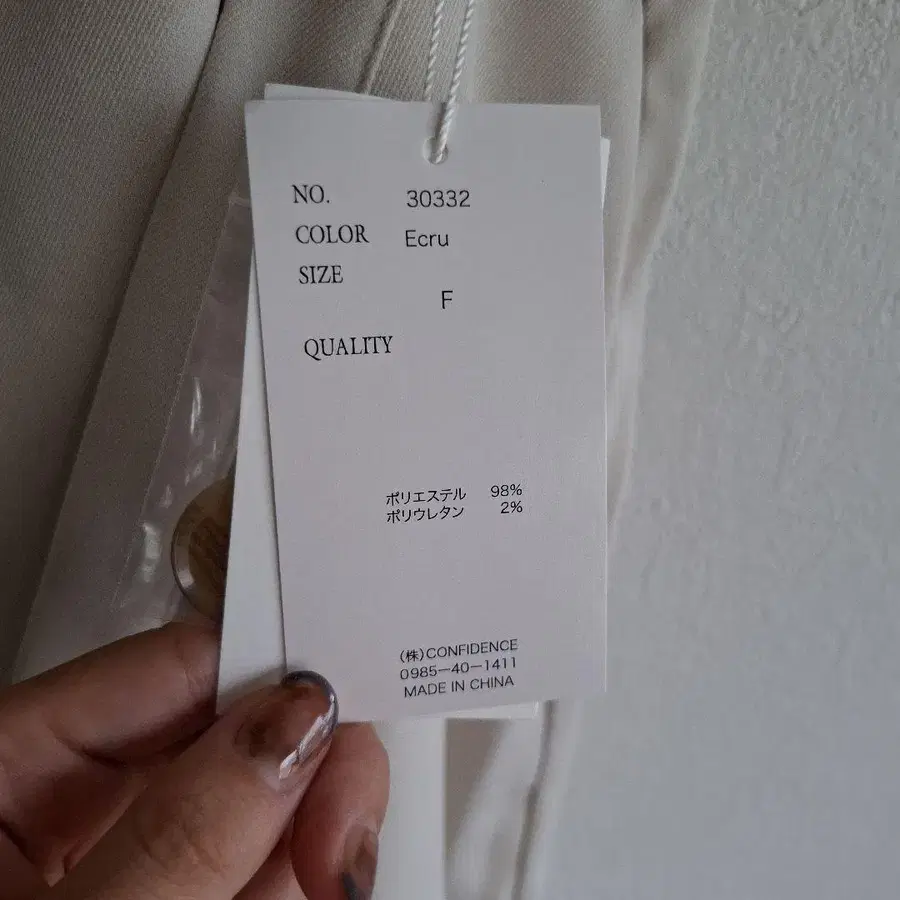 NO. 30332
COLOR Ecru
SIZE
F
QUALITY
ポリエステル 98%
ポリウレタン 2%
(株)CONFIDENCE
0985-40-1411
MADE IN CHINA